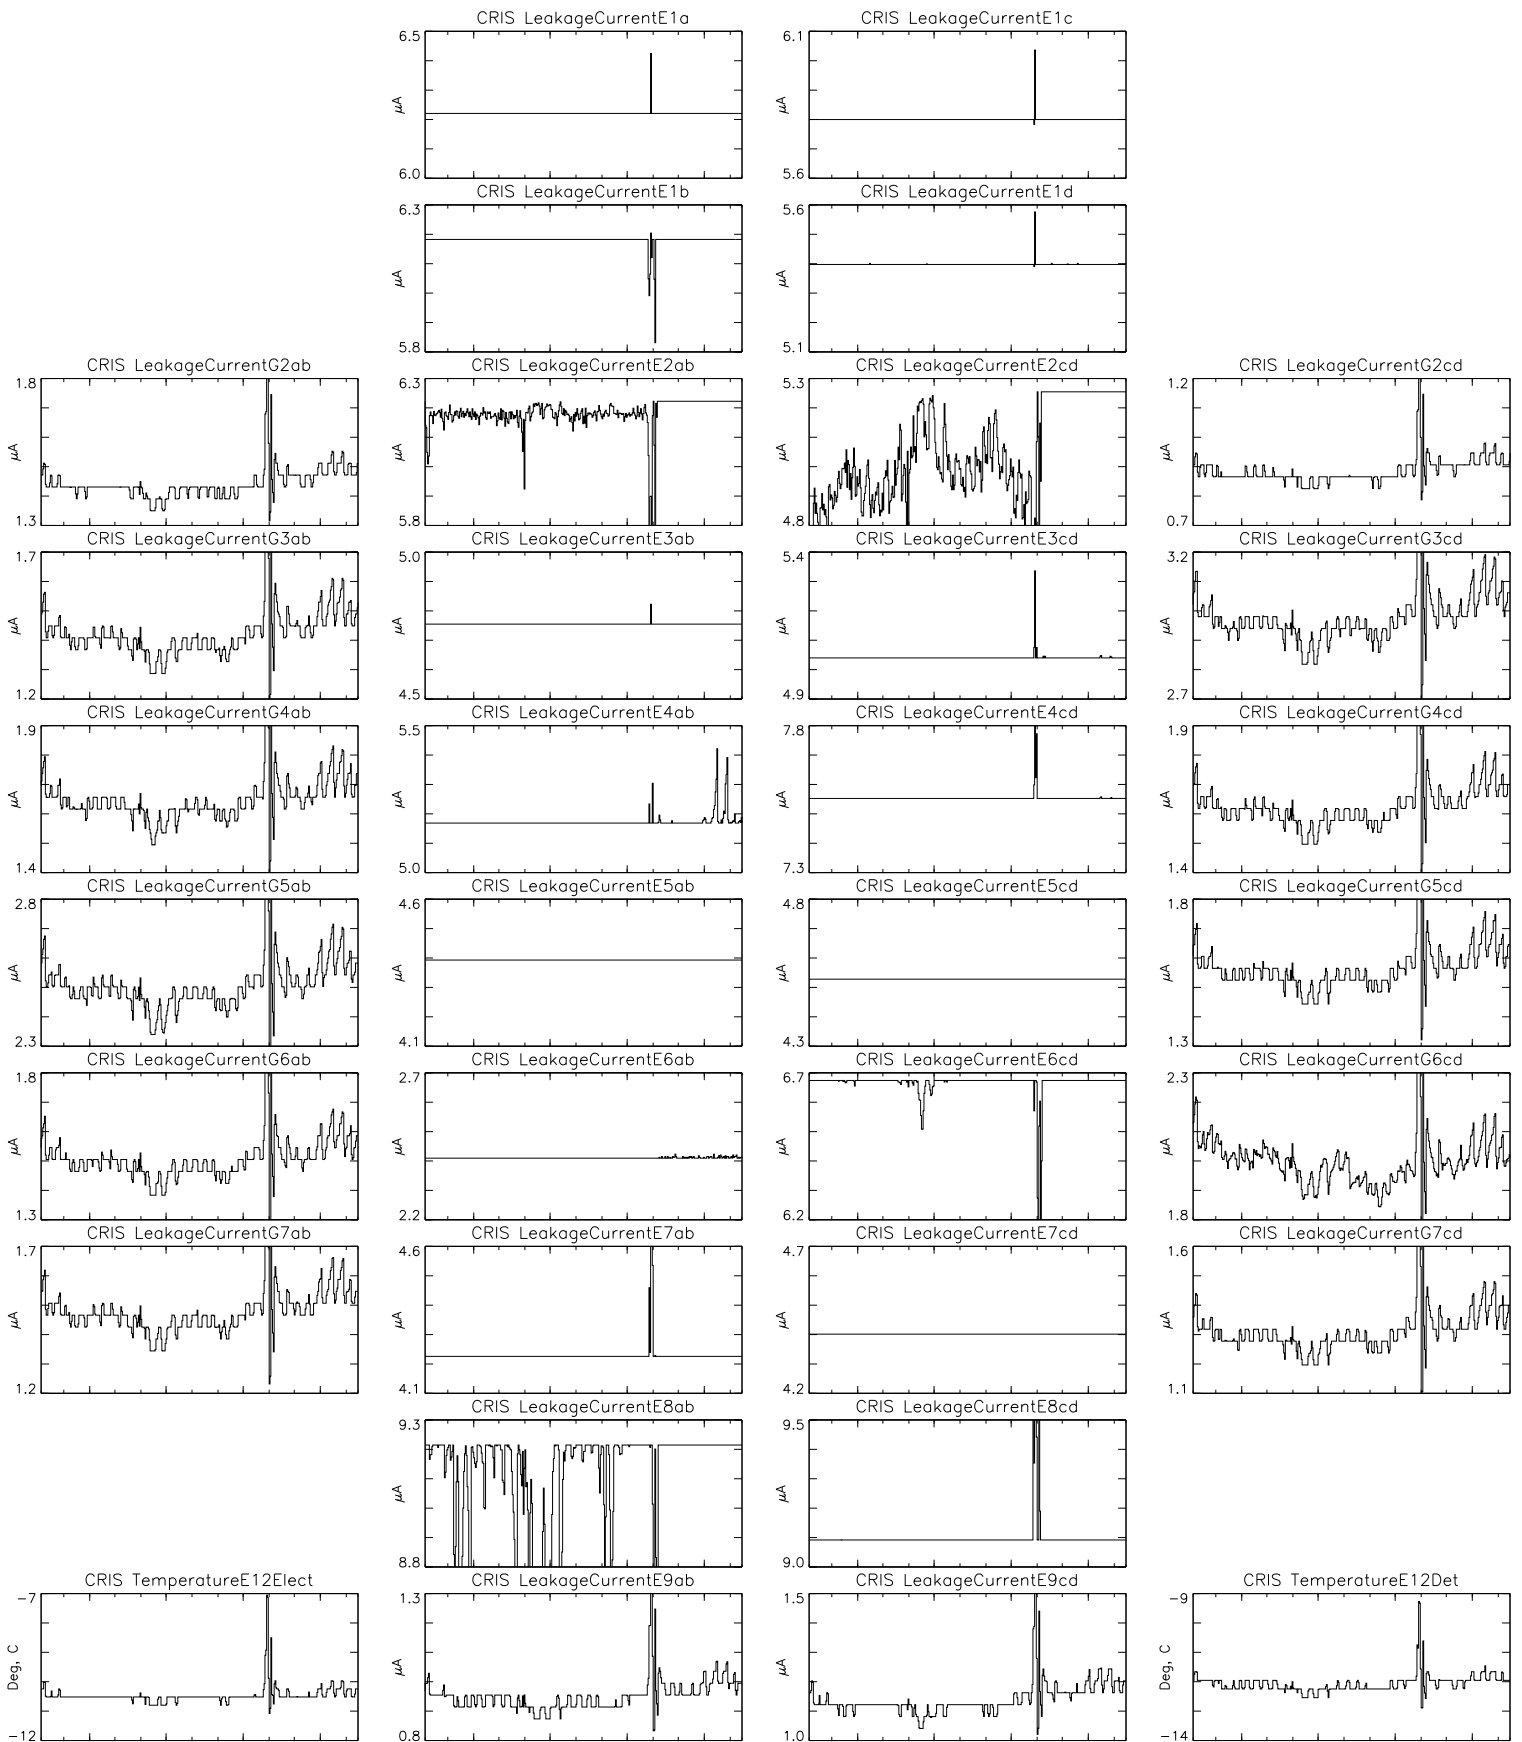 CRIS LeakageCurrentE1a
6.5
μA
6.0
CRIS LeakageCurrentE1c
6.1
μA
5.6
CRIS LeakageCurrentE1b
6.3
μA
5.8
CRIS LeakageCurrentE1d
5.6
μA
5.1
CRIS LeakageCurrentG2ab
1.8
μA
1.3
CRIS LeakageCurrentE2ab
6.3
μA
5.8
CRIS LeakageCurrentE2cd
5.3
μA
4.8
CRIS LeakageCurrentG2cd
1.2
μA
0.7
CRIS LeakageCurrentG3ab
1.7
μA
1.2
CRIS LeakageCurrentE3ab
5.0
μA
4.5
CRIS LeakageCurrentE3cd
5.4
μA
4.9
CRIS LeakageCurrentG3cd
3.2
μA
2.7
CRIS LeakageCurrentG4ab
1.9
μA
1.4
CRIS LeakageCurrentE4ab
5.5
μA
5.0
CRIS LeakageCurrentE4cd
7.8
μA
7.3
CRIS LeakageCurrentG4cd
1.9
μA
1.4
CRIS LeakageCurrentG5ab
2.8
μA
2.3
CRIS LeakageCurrentE5ab
4.6
μA
4.1
CRIS LeakageCurrentE5cd
4.8
μA
4.3
CRIS LeakageCurrentG5cd
1.8
μA
1.3
CRIS LeakageCurrentG6ab
1.8
μA
1.3
CRIS LeakageCurrentE6ab
2.7
μA
2.2
CRIS LeakageCurrentE6cd
6.7
μA
6.2
CRIS LeakageCurrentG6cd
2.3
μA
1.8
CRIS LeakageCurrentG7ab
1.7
μA
1.2
CRIS LeakageCurrentE7ab
4.6
μA
4.1
CRIS LeakageCurrentE7cd
4.7
μA
4.2
CRIS LeakageCurrentG7cd
1.6
μA
1.1
CRIS LeakageCurrentE8ab
9.3
μA
8.8
CRIS LeakageCurrentE8cd
9.5
μA
9.0
CRIS TemperatureE12Elect
-7
Deg, C
-12
CRIS LeakageCurrentE9ab
1.3
μA
0.8
CRIS LeakageCurrentE9cd
1.5
μA
1.0
CRIS TemperatureE12Det
-9
Deg, C
-14